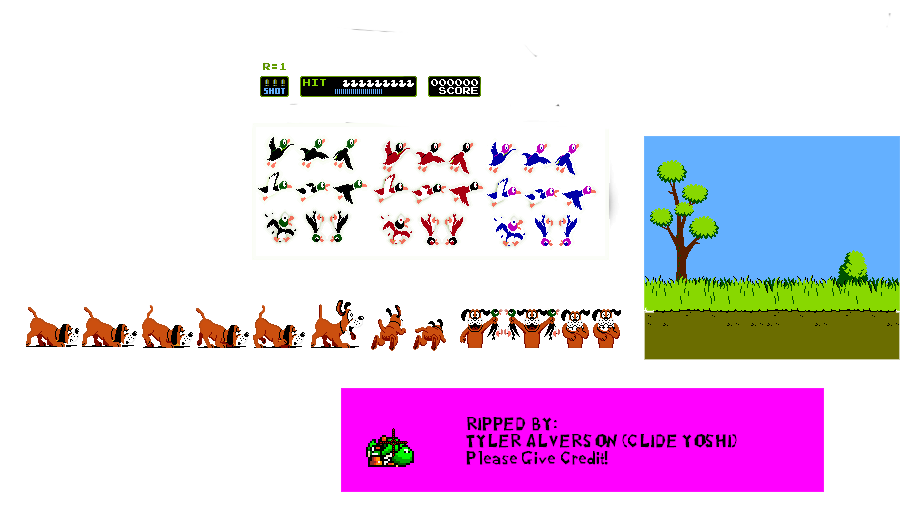 R=1
HIT
SHOT
000000
SCORE
RIPPED BY:
TYLER ALVERSON (CLIDE YOSHI)
Please Give Credit!